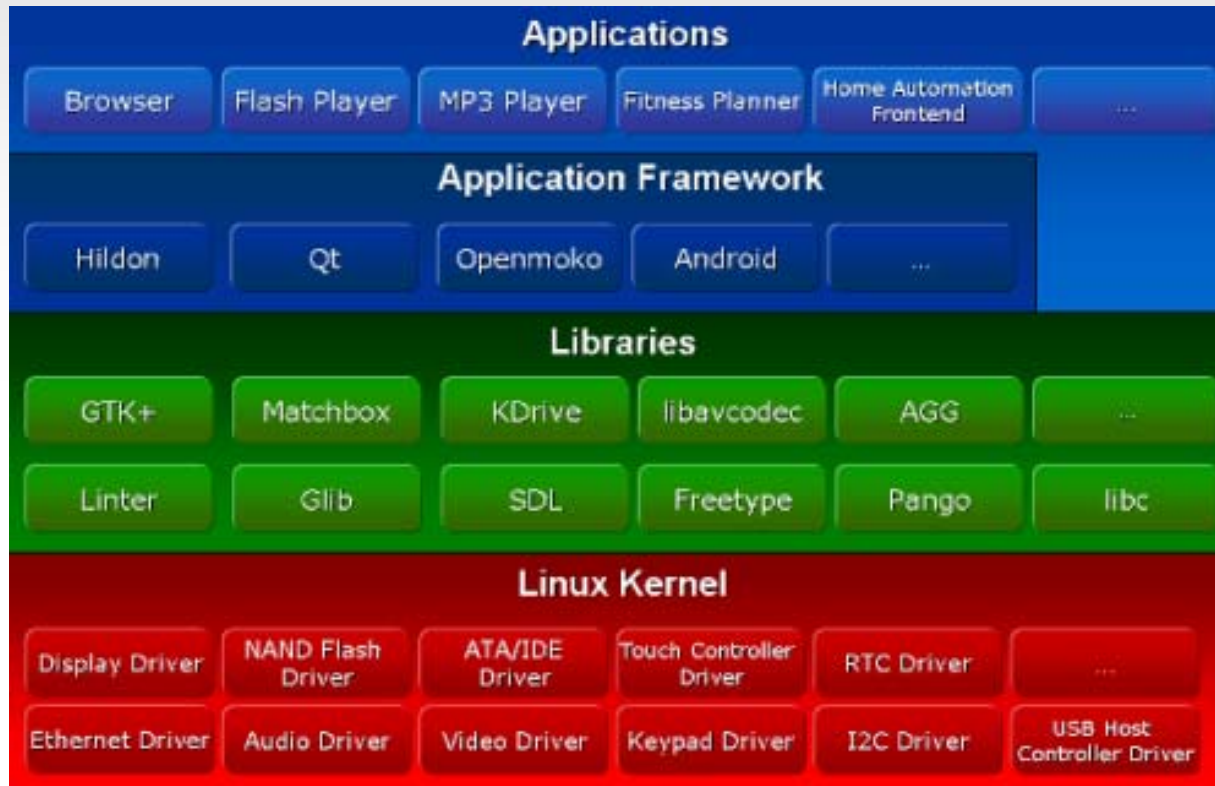 Applications
Browser
Flash Player
MP3 Player
Fitness Planner
Home Automation
Frontend
...
Application Framework
Hildon
Qt
Openmoko
Android
...
Libraries
GTK+
Matchbox
KDrive
libavcodec
AGG
...
Linter
Glib
SDL
Freetype
Pango
libc
Linux Kernel
Display Driver
NAND Flash
Driver
ATA/IDE
Driver
Touch Controller
Driver
RTC Driver
...
Ethernet Driver
Audio Driver
Video Driver
Keypad Driver
I2C Driver
USB Host
Controller Driver